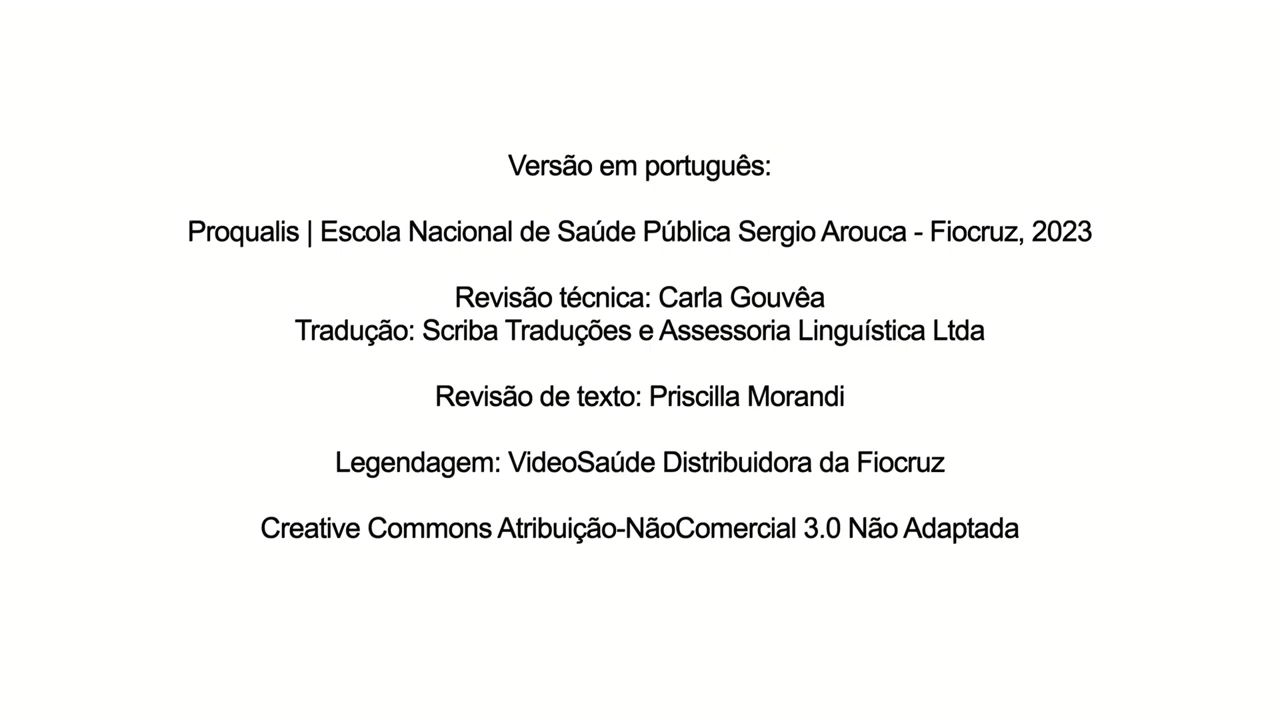 Versão em português:
Proqualis | Escola Nacional de Saúde Pública Sergio Arouca - Fiocruz, 2023
Revisão técnica: Carla Gouvêa
Tradução: Scriba Traduções e Assessoria Linguística Ltda
Revisão de texto: Priscilla Morandi
Legendagem: VideoSaúde Distribuidora da Fiocruz
Creative Commons Atribuição-NãoComercial 3.0 Não Adaptada